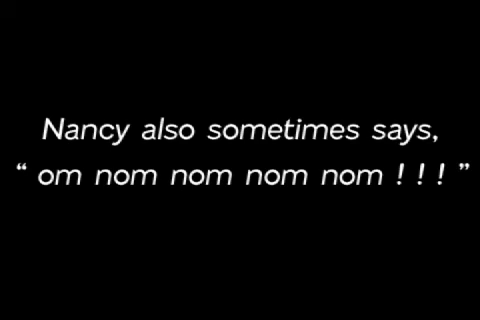 Nancy also sometimes says,
“ om nom nom nom nom ! ! ! ”